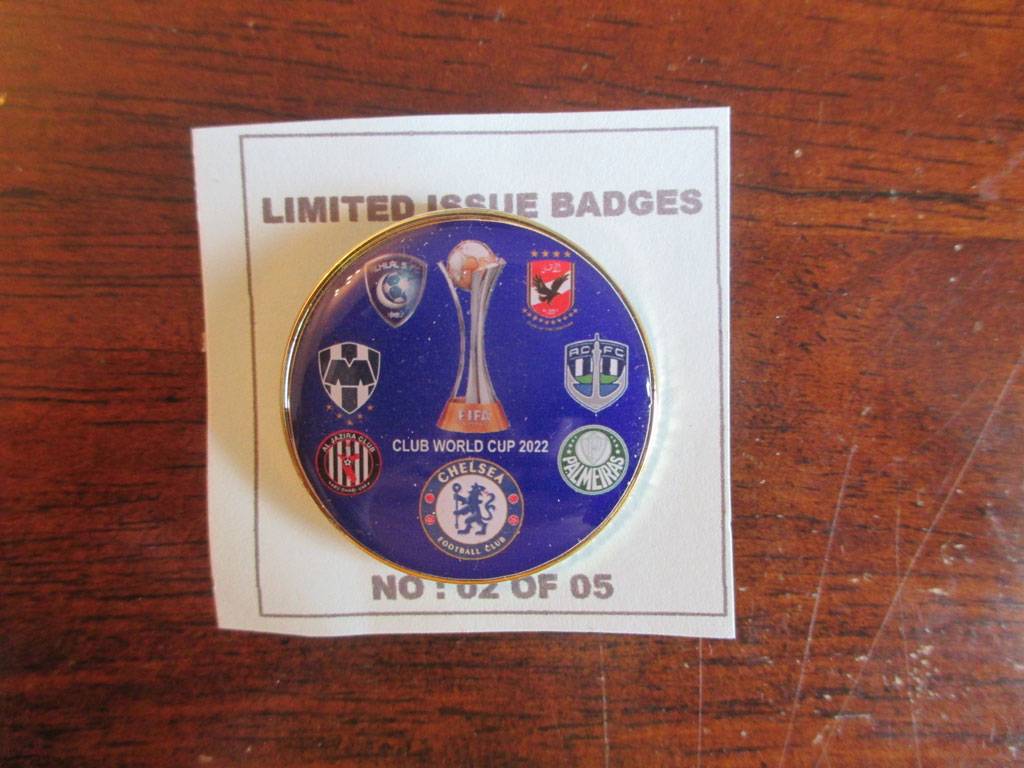 LIMITED ISSUE BADGES
FIFA
CLUB WORLD CUP 2022
ACFC
AL JAZIRA CLUB
PALMEIRAS
CHELSEA
FOOTBALL CLUB
NO : 02 OF 05